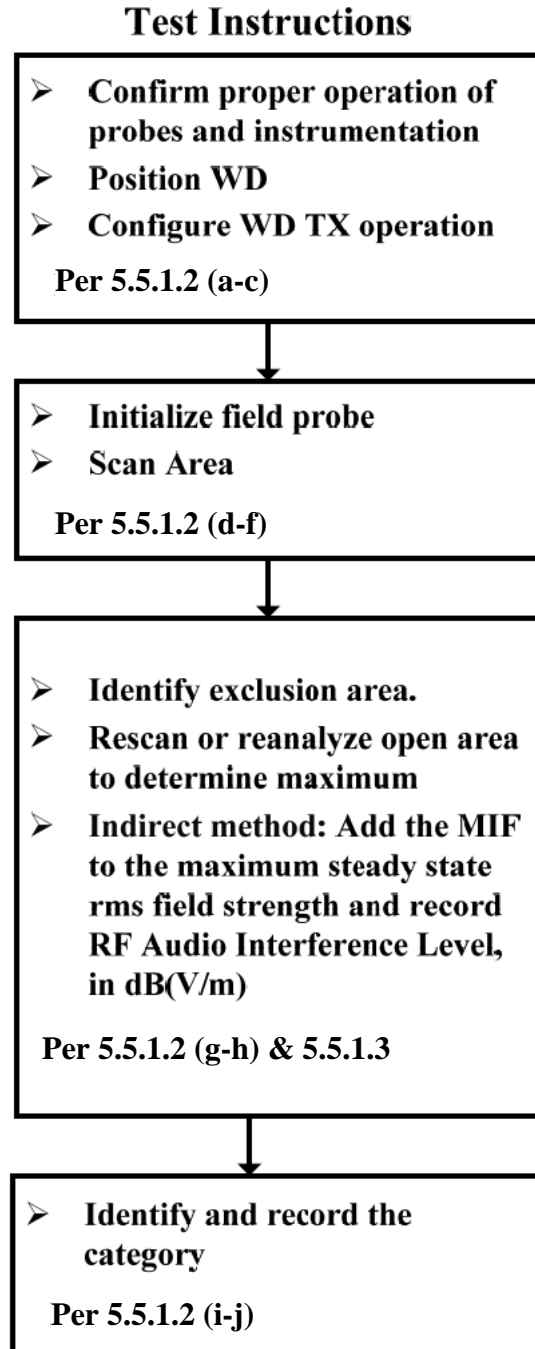 Test Instructions
➢ Confirm proper operation of
probes and instrumentation
➢ Position WD
➢ Configure WD TX operation
Per 5.5.1.2 (a-c)
➢ Initialize field probe
➢ Scan Area
Per 5.5.1.2 (d-f)
➢ Identify exclusion area.
➢ Rescan or reanalyze open area
to determine maximum
➢ Indirect method: Add the MIF
to the maximum steady state
rms field strength and record
RF Audio Interference Level,
in dB(V/m)
Per 5.5.1.2 (g-h) & 5.5.1.3
➢ Identify and record the
category
Per 5.5.1.2 (i-j)